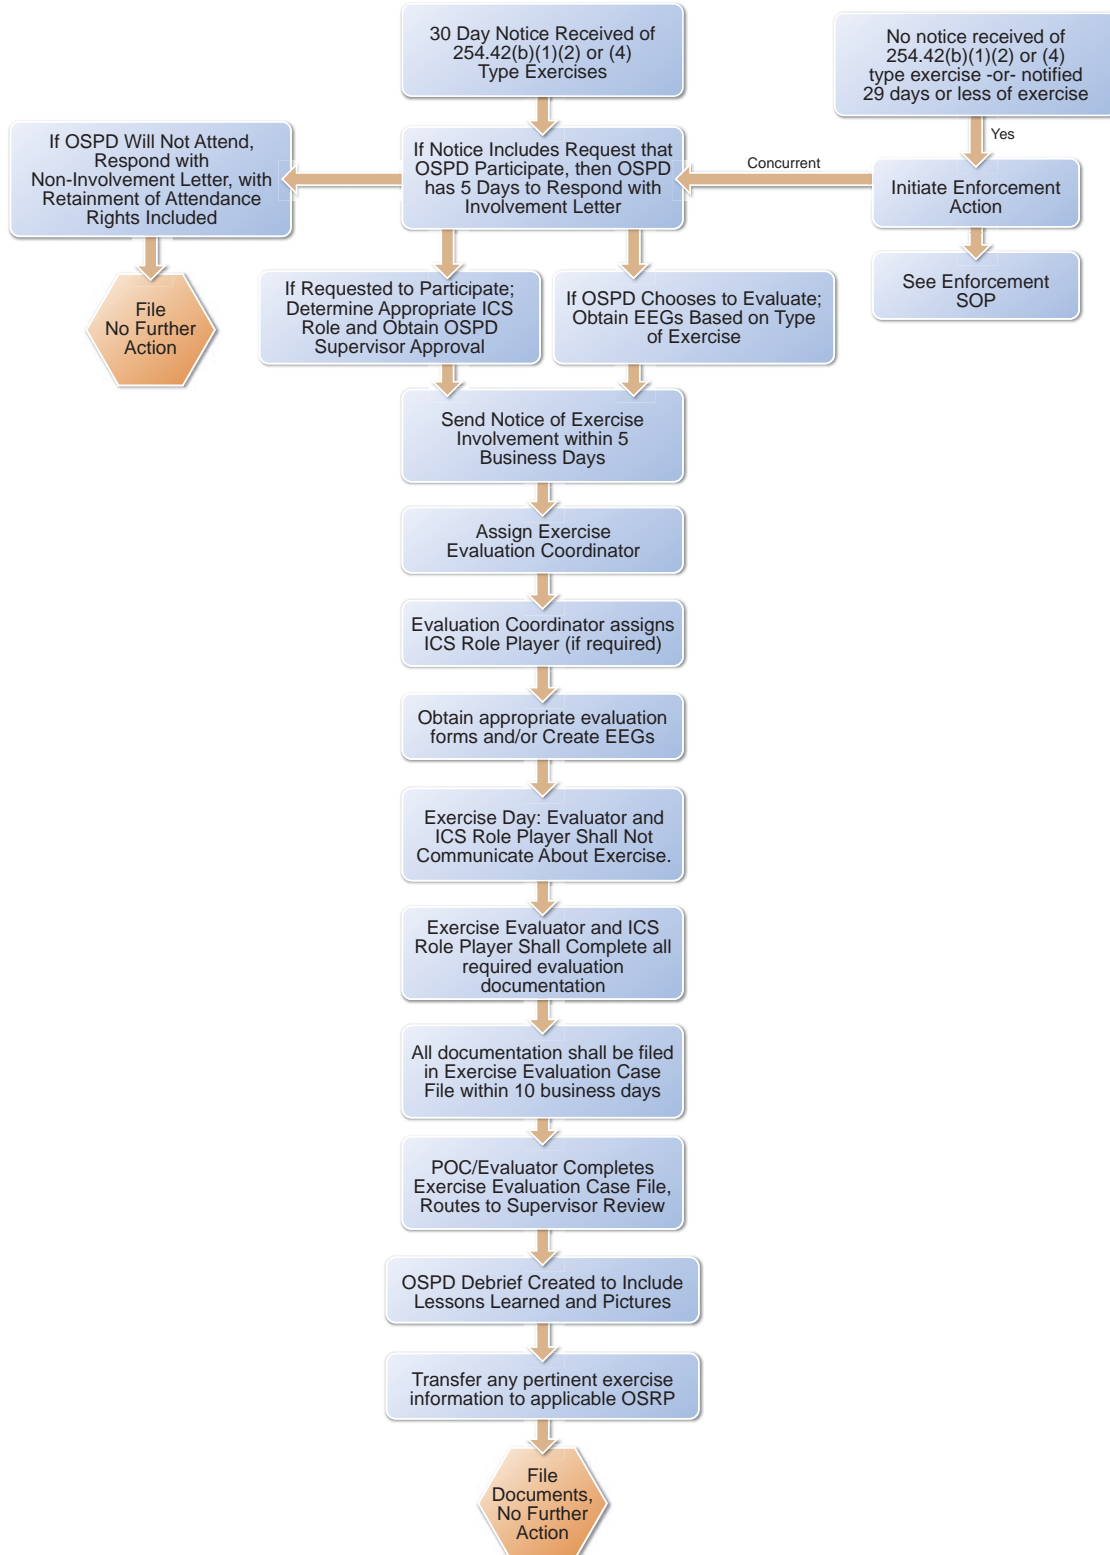 30 Day Notice Received of
254.42(b)(1)(2) or (4)
Type Exercises
No notice received of
254.42(b)(1)(2) or (4)
type exercise -or- notified
29 days or less of exercise
Yes
If OSPD Will Not Attend,
Respond with
Non-Involvement Letter, with
Retainment of Attendance
Rights Included
If Notice Includes Request that
OSPD Participate, then OSPD
has 5 Days to Respond with
Involvement Letter
Concurrent
Initiate Enforcement
Action
See Enforcement
SOP
File
No Further
Action
If Requested to Participate;
Determine Appropriate ICS
Role and Obtain OSPD
Supervisor Approval
If OSPD Chooses to Evaluate;
Obtain EEGs Based on Type
of Exercise
Send Notice of Exercise
Involvement within 5
Business Days
Assign Exercise
Evaluation Coordinator
Evaluation Coordinator assigns
ICS Role Player (if required)
Obtain appropriate evaluation
forms and/or Create EEGs
Exercise Day: Evaluator and
ICS Role Player Shall Not
Communicate About Exercise.
Exercise Evaluator and ICS
Role Player Shall Complete all
required evaluation
documentation
All documentation shall be filed
in Exercise Evaluation Case
File within 10 business days
POC/Evaluator Completes
Exercise Evaluation Case File,
Routes to Supervisor Review
OSPD Debrief Created to Include
Lessons Learned and Pictures
Transfer any pertinent exercise
information to applicable OSRP
File
Documents,
No Further
Action